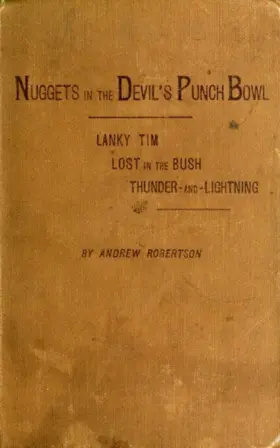 NUGGETS IN THE DEVIL'S PUNCH BOWL
LANKY TIM
LOST IN THE BUSH
THUNDER-AND-LIGHTNING
BY ANDREW ROBERTSON